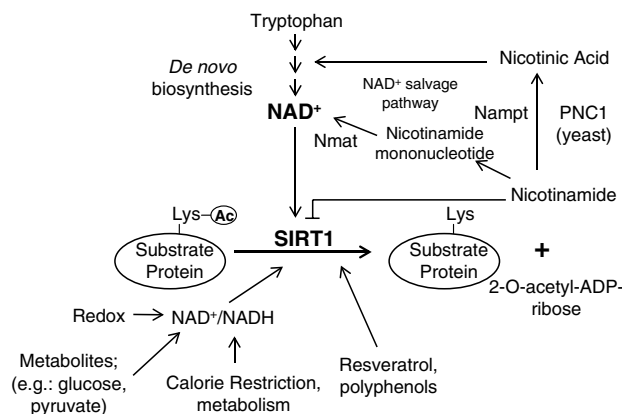 Tryptophan
De novo
biosynthesis
NAD+ salvage
pathway
Nicotinic Acid
NAD+
Nmat
Nicotinamide
mononucleotide
Nampt
PNC1
(yeast)
Nicotinamide
Lys
Ac
Substrate
Protein
SIRT1
Lys
Substrate
Protein
+
2-O-acetyl-ADP-
ribose
Redox
NAD+/NADH
Metabolites;
(e.g.: glucose,
pyruvate)
Calorie Restriction,
metabolism
Resveratrol,
polyphenols